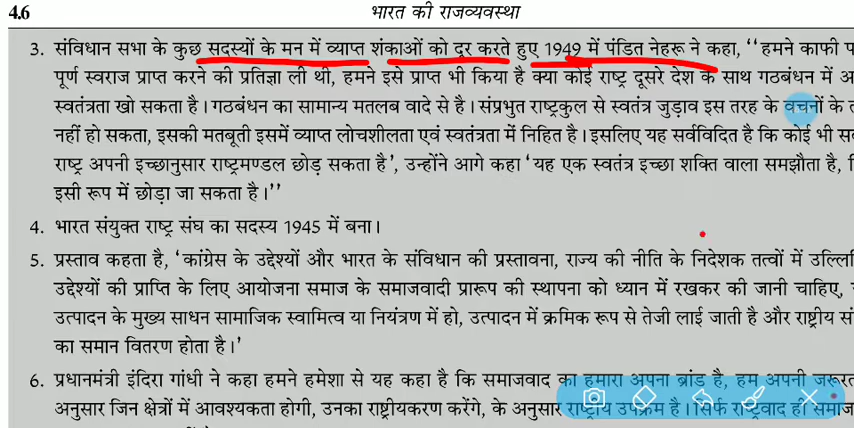 4.6
भारत की राजव्यवस्था
3. संविधान सभा के कुछ सदस्यों के मन में व्याप्त शंकाओं को दूर करते हुए 1949 में पंडित नेहरू ने कहा, ‘‘हमने काफी
पूर्ण स्वराज प्राप्त करने की प्रतिज्ञा ली थी, हमने इसे प्राप्त भी किया है क्या कोई राष्ट्र दूसरे देश के साथ गठबंधन में
स्वतंत्रता खो सकता है। गठबंधन का सामान्य मतलब वादे से है। संप्रभुत राष्ट्रकुल से स्वतंत्र जुड़ाव इस तरह के वचनों के
नहीं हो सकता, इसकी मतबूती इसमें व्याप्त लोचशीलता एवं स्वतंत्रता में निहित है। इसलिए यह सर्वविदित है कि कोई भी
राष्ट्र अपनी इच्छानुसार राष्ट्रमण्डल छोड़ सकता है’, उन्होंने आगे कहा ‘यह एक स्वतंत्र इच्छा शक्ति वाला समझौता है,
इसी रूप में छोड़ा जा सकता है।’’
4. भारत संयुक्त राष्ट्र संघ का सदस्य 1945 में बना।
5. प्रस्ताव कहता है, ‘कांग्रेस के उद्देश्यों और भारत के संविधान की प्रस्तावना, राज्य की नीति के निदेशक तत्वों में
उद्देश्यों की प्राप्ति के लिए आयोजना समाज के समाजवादी प्रारूप की स्थापना को ध्यान में रखकर की जानी चाहिए,
उत्पादन के मुख्य साधन सामाजिक स्वामित्व या नियंत्रण में हो, उत्पादन में क्रमिक रूप से तेजी लाई जाती है और राष्ट्रीय
का समान वितरण होता है।’
6. प्रधानमंत्री इंदिरा गांधी ने कहा हमने हमेशा से यह कहा है कि समाजवाद का हमारा अपना ब्रांड है, हम अपनी
अनुसार जिन क्षेत्रों में आवश्यकता होगी, उनका राष्ट्रीयकरण करेंगे, के अनुसार राष्ट्रीय उपक्रम है। सिर्फ राष्ट्रवाद ही